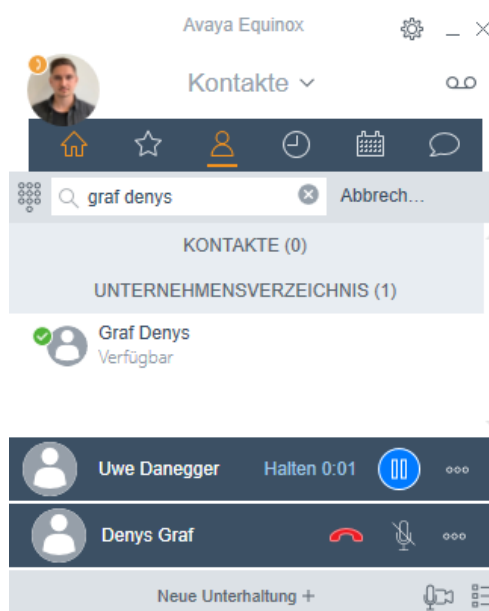 Avaya Equinox
Kontakte
graf denys Abbrech...
KONTAKTE (0)
UNTERNEHMENSVERZEICHNIS (1)
Graf Denys
Verfügbar
Uwe Danegger Halten 0:01
Denys Graf
Neue Unterhaltung +